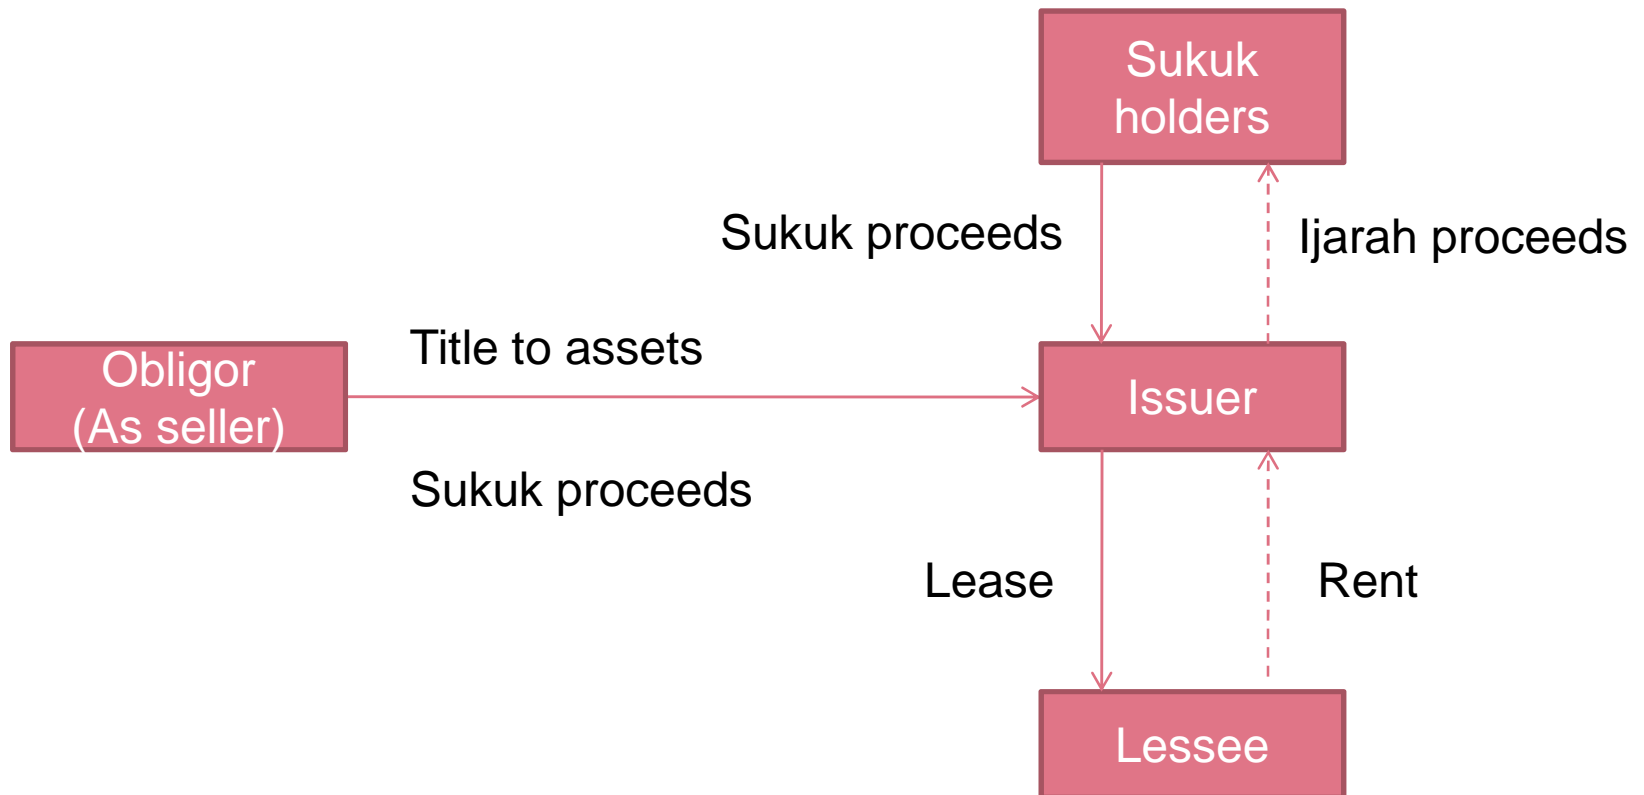 Sukuk
holders
Sukuk proceeds
Ijarah proceeds
Obligor
(As seller)
Title to assets
Issuer
Sukuk proceeds
Lease
Rent
Lessee